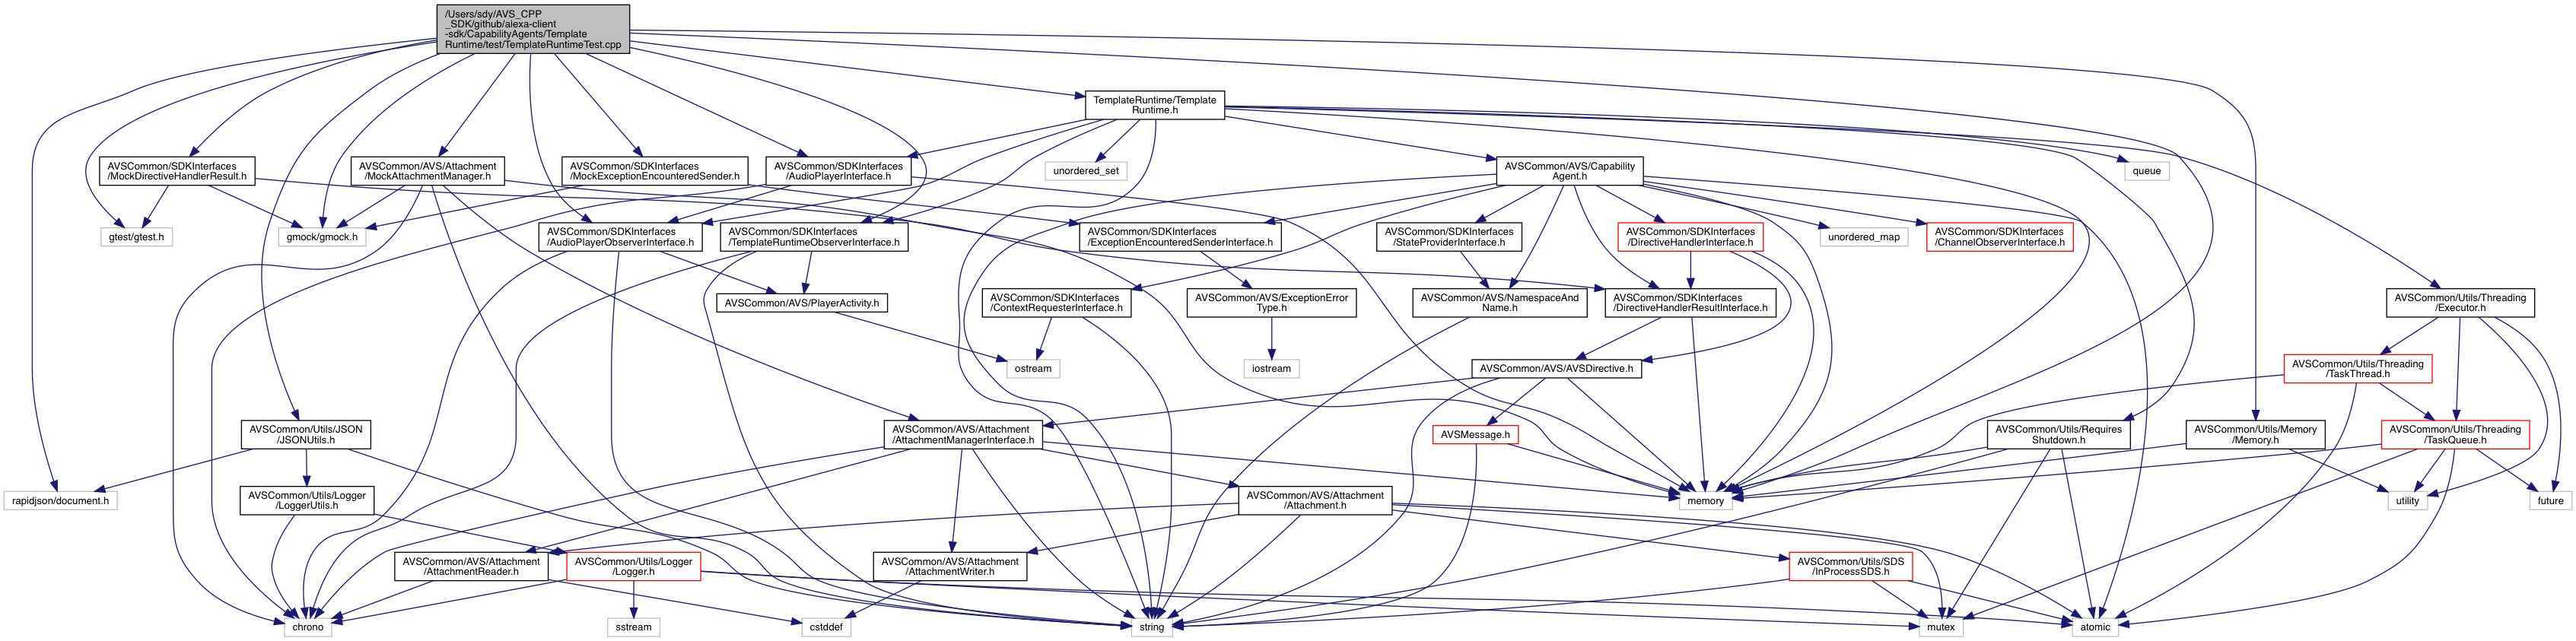 /Users/sdy/AVS_CPP
_SDK/github/alexa-client
-sdk/CapabilityAgents/Template
Runtime/test/TemplateRuntimeTest.cpp
TemplateRuntime/Template
Runtime.h
AVSCommon/SDKInterfaces
/MockDirectiveHandlerResult.h
AVSCommon/AVS/Attachment
/MockAttachmentManager.h
AVSCommon/SDKInterfaces
/MockExceptionEncounteredSender.h
AVSCommon/SDKInterfaces
/AudioPlayerInterface.h
unordered_set
AVSCommon/AVS/Capability
Agent.h
queue
gtest/gtest.h
gmock/gmock.h
AVSCommon/SDKInterfaces
/AudioPlayerObserverInterface.h
AVSCommon/SDKInterfaces
/TemplateRuntimeObserverInterface.h
AVSCommon/SDKInterfaces
/ExceptionEncounteredSenderInterface.h
AVSCommon/SDKInterfaces
/StateProviderInterface.h
AVSCommon/SDKInterfaces
/DirectiveHandlerInterface.h
unordered_map
AVSCommon/SDKInterfaces
/ChannelObserverInterface.h
AVSCommon/AVS/PlayerActivity.h
AVSCommon/SDKInterfaces
/ContextRequesterInterface.h
AVSCommon/AVS/ExceptionError
Type.h
AVSCommon/AVS/NamespaceAnd
Name.h
AVSCommon/SDKInterfaces
/DirectiveHandlerResultInterface.h
AVSCommon/Utils/Threading
/Executor.h
ostream
iostream
AVSCommon/AVS/AVSDirective.h
AVSCommon/Utils/Threading
/TaskThread.h
AVSCommon/Utils/JSON
/JSONUtils.h
AVSCommon/AVS/Attachment
/AttachmentManagerInterface.h
AVSMessage.h
AVSCommon/Utils/Requires
Shutdown.h
AVSCommon/Utils/Memory
/Memory.h
AVSCommon/Utils/Threading
/TaskQueue.h
rapidjson/document.h
AVSCommon/Utils/Logger
/LoggerUtils.h
AVSCommon/AVS/Attachment
/Attachment.h
memory
utility
future
AVSCommon/AVS/Attachment
/AttachmentReader.h
AVSCommon/Utils/Logger
/Logger.h
AVSCommon/AVS/Attachment
/AttachmentWriter.h
AVSCommon/Utils/SDS
/InProcessSDS.h
chrono
sstream
cstddef
string
mutex
atomic